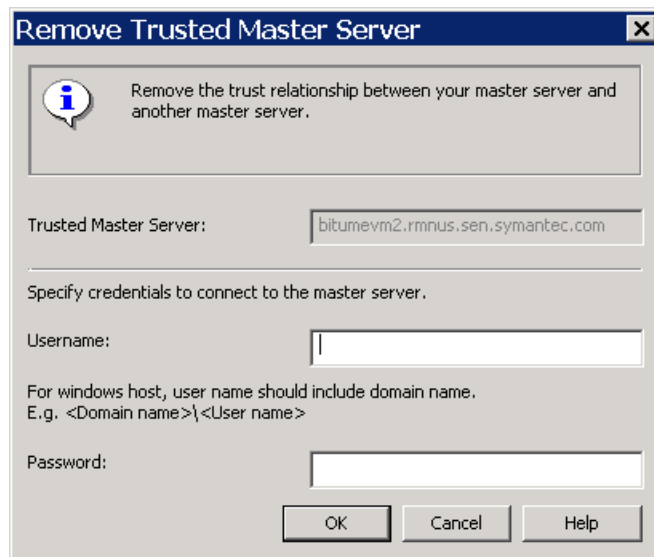 Remove Trusted Master Server
Remove the trust relationship between your master server and
another master server.
Trusted Master Server:
bitumevm2.rmnus.sen.symantec.com
Specify credentials to connect to the master server.
Username:
For windows host, user name should include domain name.
E.g. <Domain name>\<User name>
Password:
OK
Cancel
Help